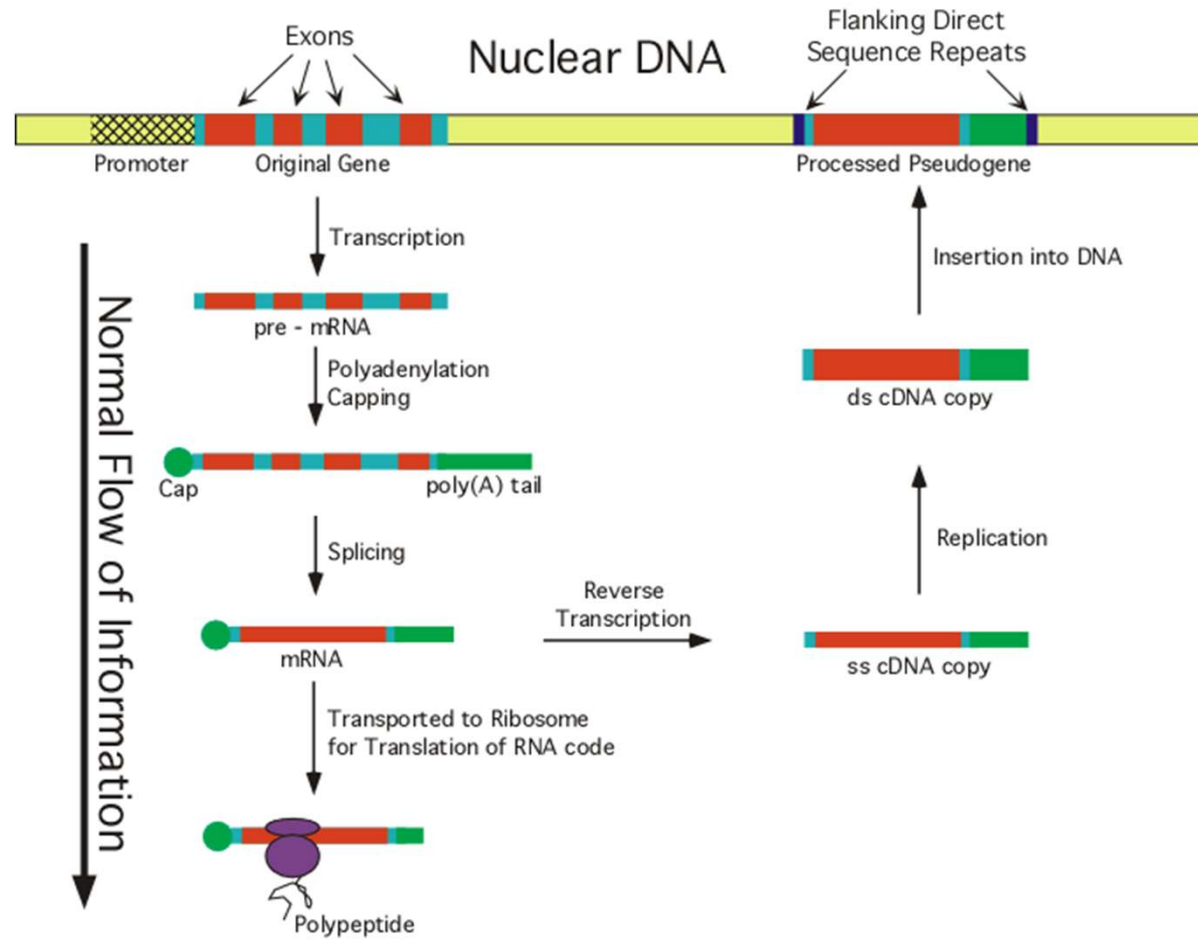 Exons
Nuclear DNA
Flanking Direct
Sequence Repeats
Promoter
Original Gene
Processed Pseudogene
Transcription
pre - mRNA
Polyadenylation
Capping
Cap
poly(A) tail
Splicing
mRNA
Transported to Ribosome
for Translation of RNA code
Polypeptide
Normal Flow of Information
Reverse
Transcription
ss cDNA copy
Replication
ds cDNA copy
Insertion into DNA